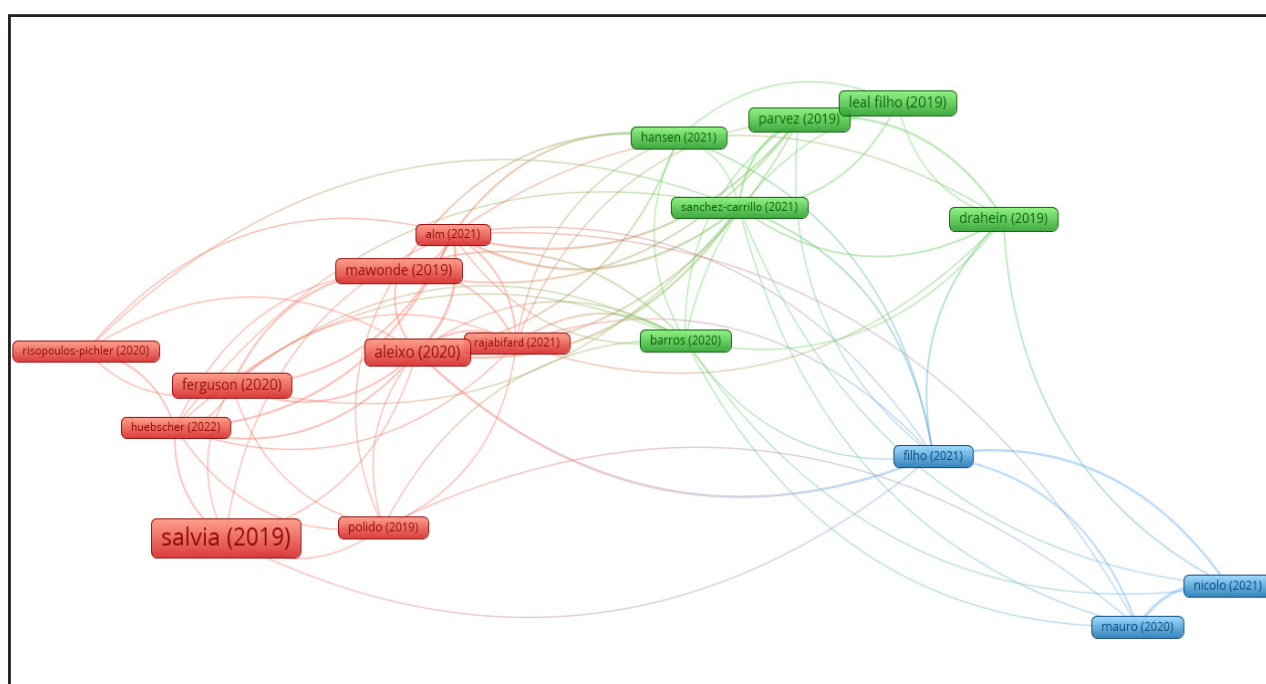 leal filho (2019)
parvez (2019)
hansen (2021)
sanchez-carrillo (2021)
drahein (2019)
alm (2021)
mawonde (2019)
rajabifard (2021)
barros (2020)
aleixo (2020)
risopoulos-pichler (2020)
ferguson (2020)
huebscher (2022)
filho (2021)
salvia (2019)
polido (2019)
nicolo (2021)
mauro (2020)